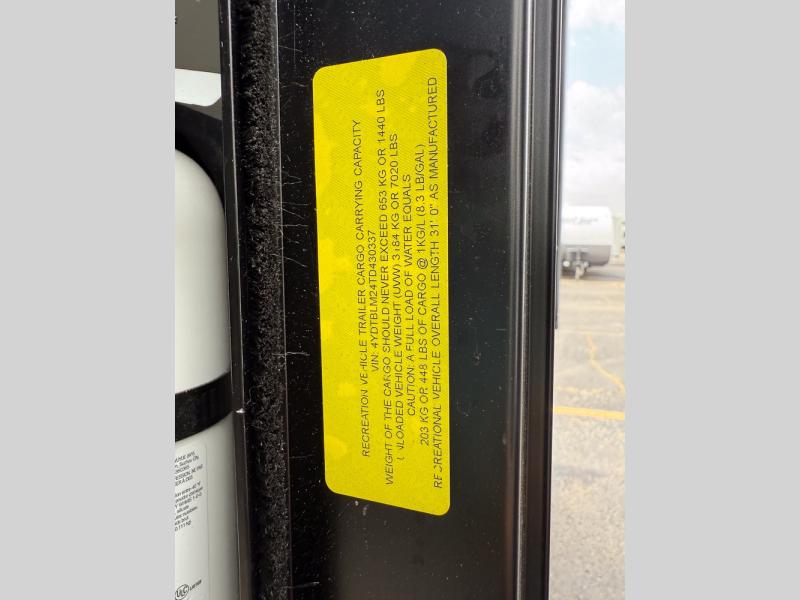 RECREATION VEHICLE TRAILER CARGO CARRYING CAPACITY
VIN: 4YDTBLM24TD430337
WEIGHT OF THE CARGO SHOULD NEVER EXCEED 653 KG OR 1440 LBS
UNLOADED VEHICLE WEIGHT (UVW) 3184 KG OR 7020 LBS
CAUTION: A FULL LOAD OF WATER EQUALS
203 KG OR 448 LBS OF CARGO @ 1KG/L (8.3 LB/GAL)
RECREATIONAL VEHICLE OVERALL LENGTH 31' 0" AS MANUFACTURED
ULC